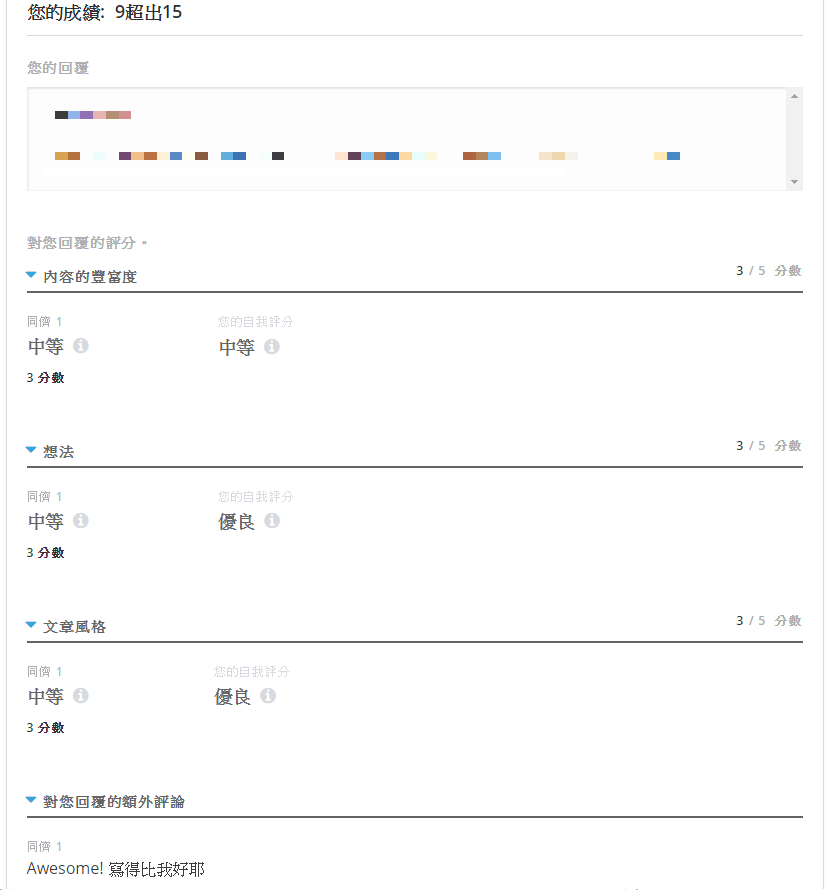 您的成績: 9超出15
您的回覆
對您回覆的評分。
內容的豐富度 3 / 5 分數
同儕 1 您的自我評分
中等 中等
3 分數
想法 3 / 5 分數
同儕 1 您的自我評分
中等 優良
3 分數
文章風格 3 / 5 分數
同儕 1 您的自我評分
中等 優良
3 分數
對您回覆的額外評論
同儕 1
Awesome! 寫得比我好耶